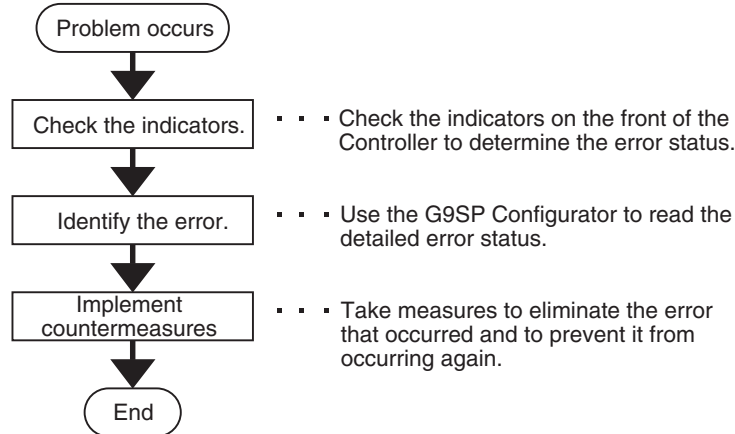 Problem occurs
Check the indicators.
· · · Check the indicators on the front of the
Controller to determine the error status.
Identify the error.
· · · Use the G9SP Configurator to read the
detailed error status.
Implement
countermeasures
· · · Take measures to eliminate the error
that occurred and to prevent it from
occurring again.
End